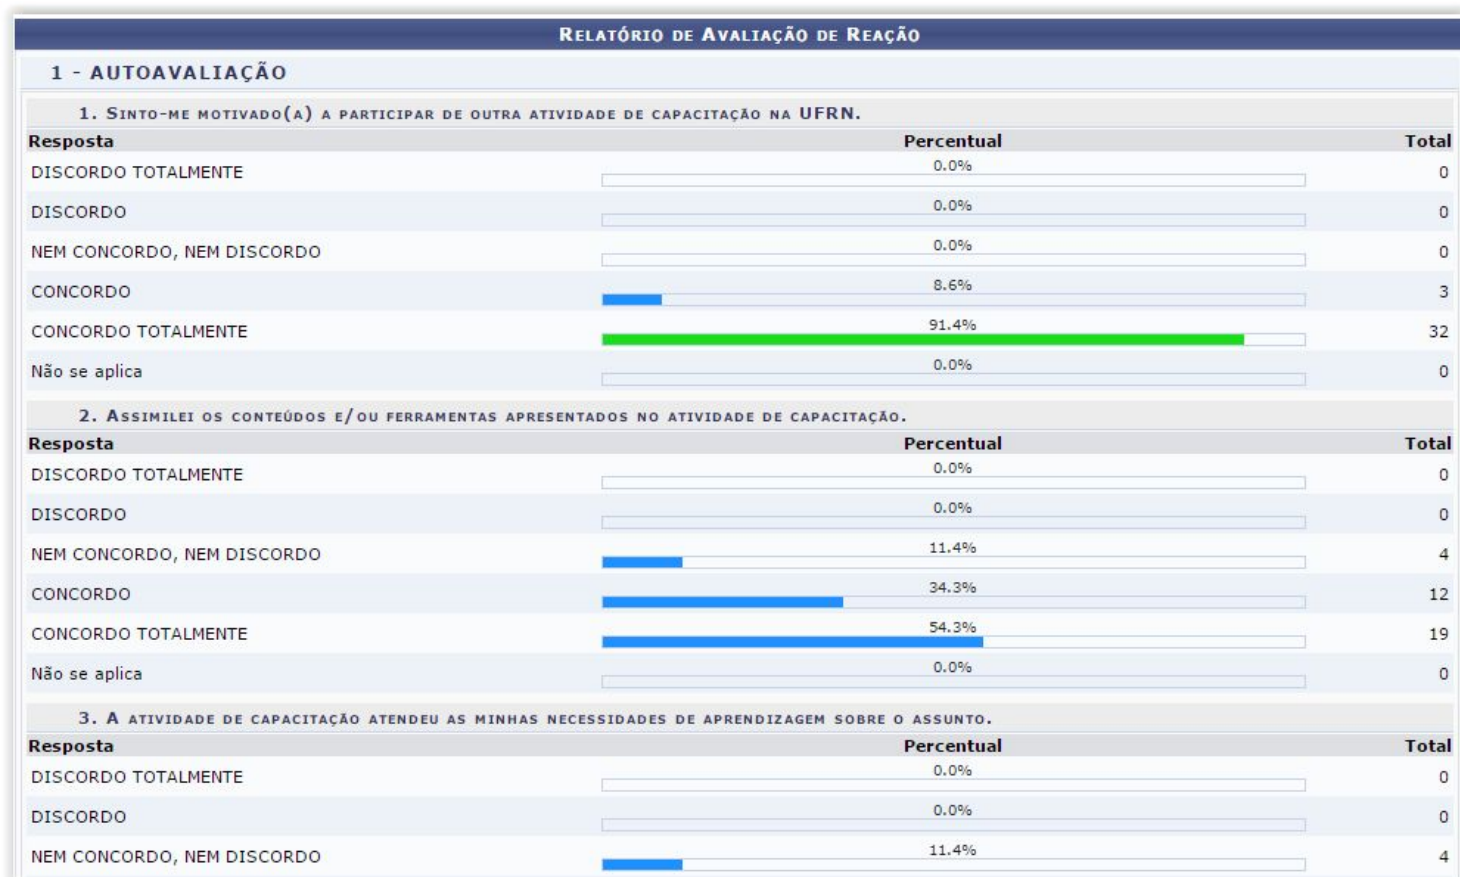 RELATÓRIO DE AVALIAÇÃO DE REAÇÃO
1 - AUTOAVALIAÇÃO
1. SINTO-ME MOTIVADO(A) A PARTICIPAR DE OUTRA ATIVIDADE DE CAPACITAÇÃO NA UFRN.
Resposta Percentual Total
DISCORDO TOTALMENTE 0.0% 0
DISCORDO 0.0% 0
NEM CONCORDO, NEM DISCORDO 0.0% 0
CONCORDO 8.6% 3
CONCORDO TOTALMENTE 91.4% 32
Não se aplica 0.0% 0
2. ASSIMILEI OS CONTEÚDOS E/OU FERRAMENTAS APRESENTADOS NO ATIVIDADE DE CAPACITAÇÃO.
Resposta Percentual Total
DISCORDO TOTALMENTE 0.0% 0
DISCORDO 0.0% 0
NEM CONCORDO, NEM DISCORDO 11.4% 4
CONCORDO 34.3% 12
CONCORDO TOTALMENTE 54.3% 19
Não se aplica 0.0% 0
3. A ATIVIDADE DE CAPACITAÇÃO ATENDEU AS MINHAS NECESSIDADES DE APRENDIZAGEM SOBRE O ASSUNTO.
Resposta Percentual Total
DISCORDO TOTALMENTE 0.0% 0
DISCORDO 0.0% 0
NEM CONCORDO, NEM DISCORDO 11.4% 4